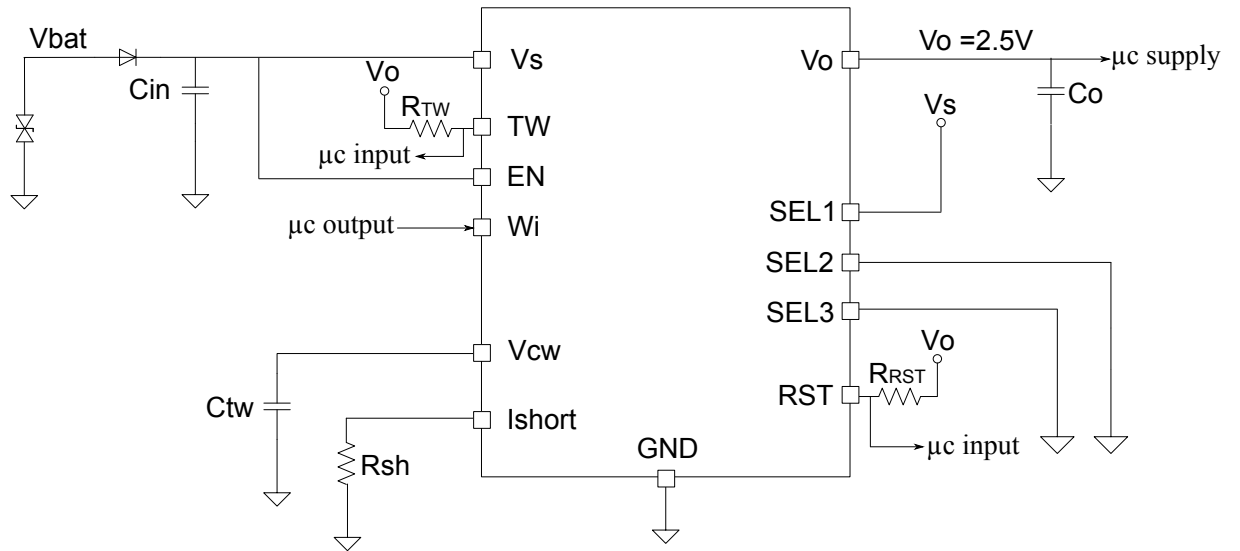 Vbat
Cin
Vs
Vo
RTW
TW
µc input
EN
µc output
Wi
Vcw
Ctw
Ishort
Rsh
GND
Vo
Vo =2.5V
µc supply
Co
Vs
SEL1
SEL2
SEL3
Vo
RRST
RST
µc input